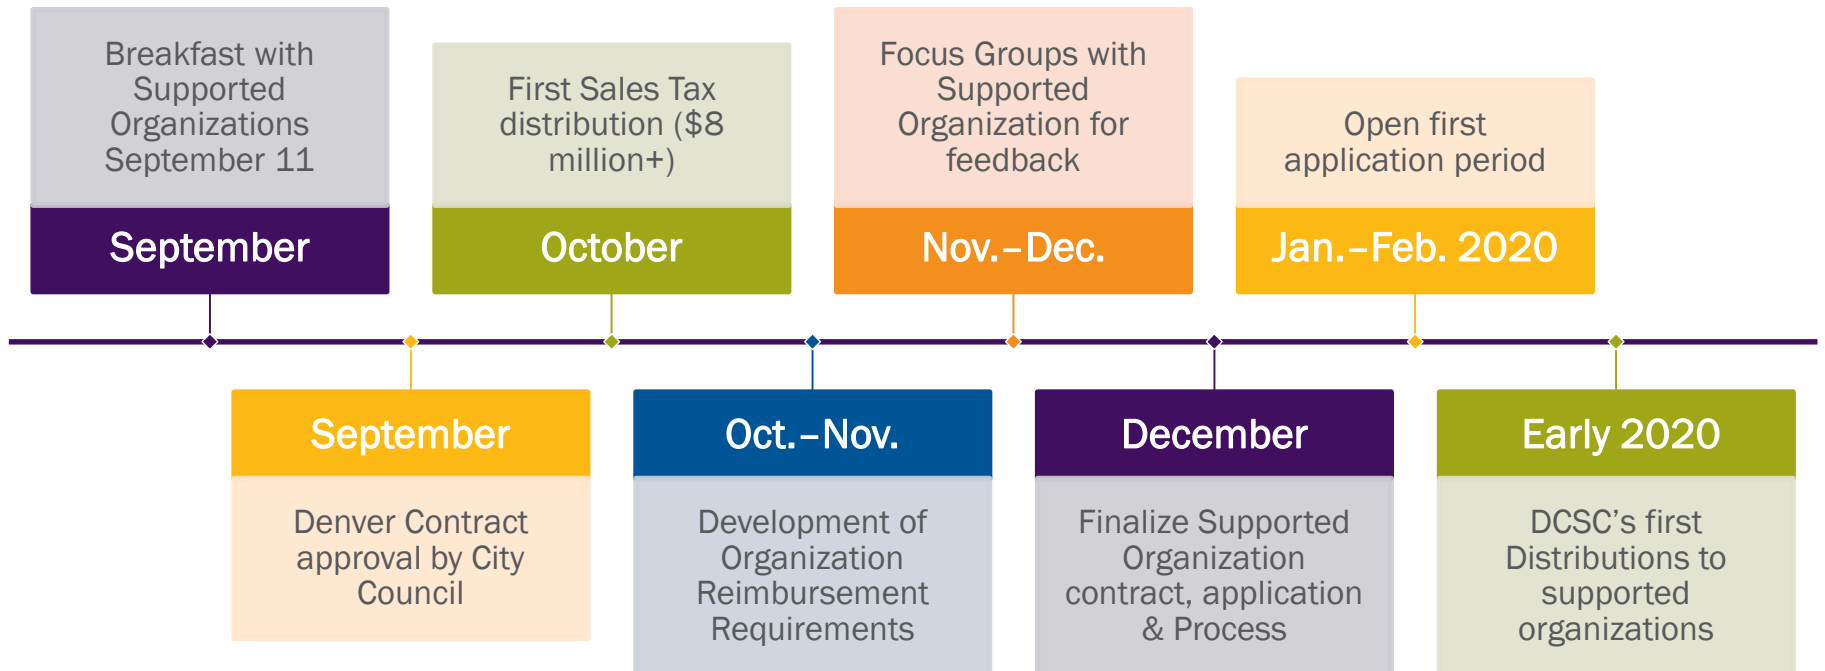 Breakfast with
Supported
Organizations
September 11
September
First Sales Tax
distribution ($8
million+)
October
Focus Groups with
Supported
Organization for
feedback
Nov.–Dec.
Open first
application period
Jan.–Feb. 2020
September
Denver Contract
approval by City
Council
Oct.–Nov.
Development of
Organization
Reimbursement
Requirements
December
Finalize Supported
Organization
contract, application
& Process
Early 2020
DCSC’s first
Distributions to
supported
organizations